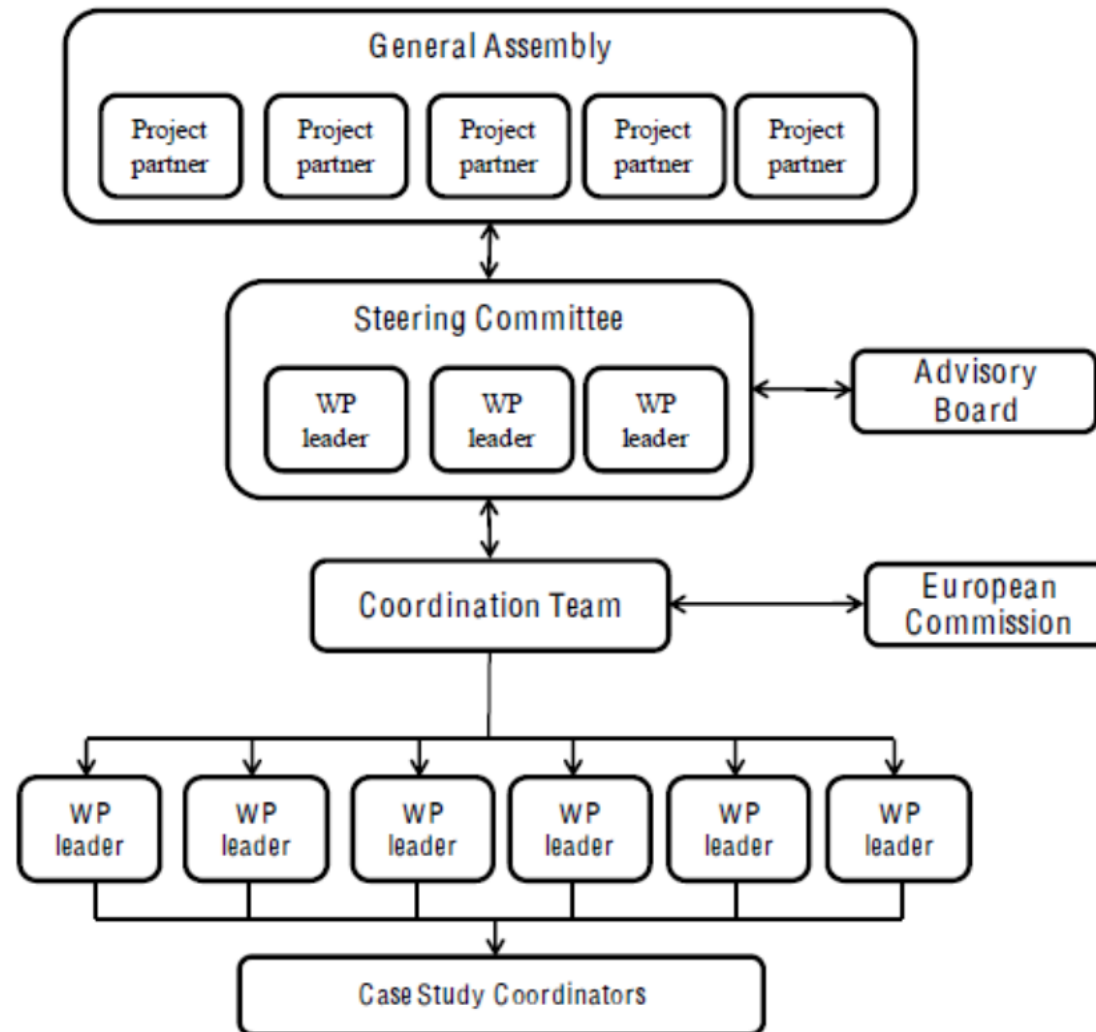 General Assembly
Project
partner
Project
partner
Project
partner
Project
partner
Project
partner
Steering Committee
WP
leader
WP
leader
WP
leader
Advisory
Board
Coordination Team
European
Commission
WP
leader
WP
leader
WP
leader
WP
leader
WP
leader
WP
leader
Case Study Coordinators